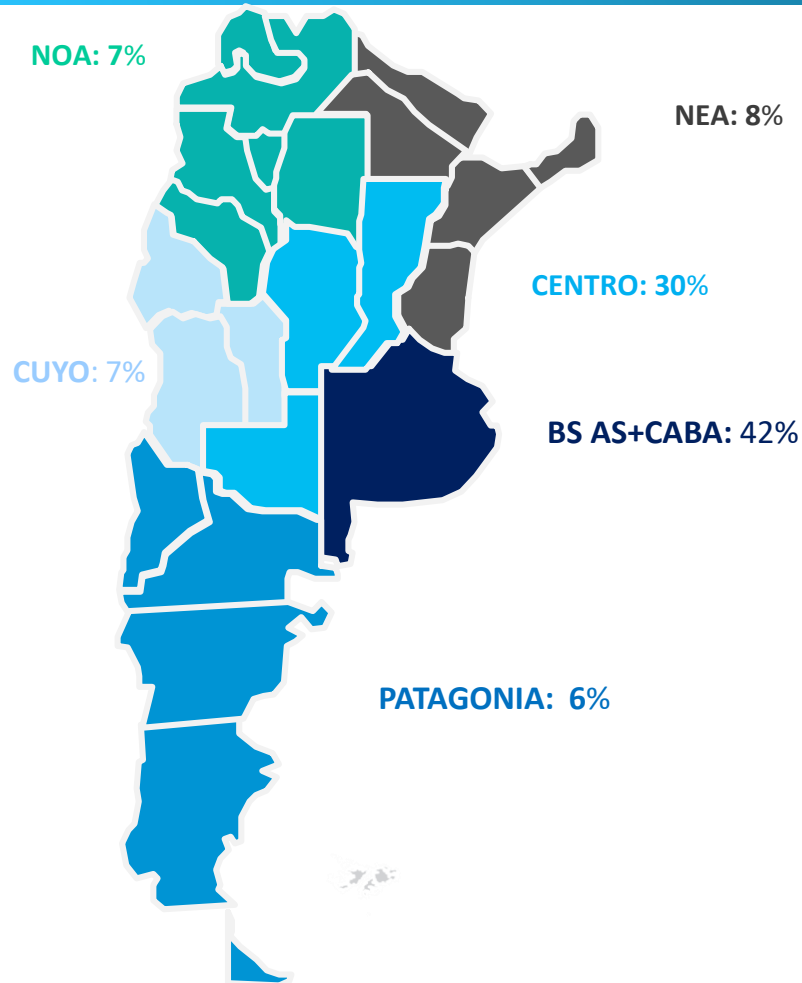 NOA: 7%
NEA: 8%
CENTRO: 30%
CUYO: 7%
BS AS+CABA: 42%
PATAGONIA: 6%